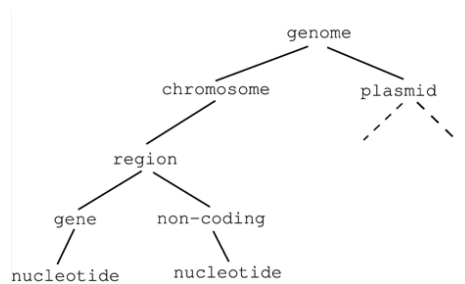 genome
chromosome plasmid
region
gene non-coding
nucleotide nucleotide